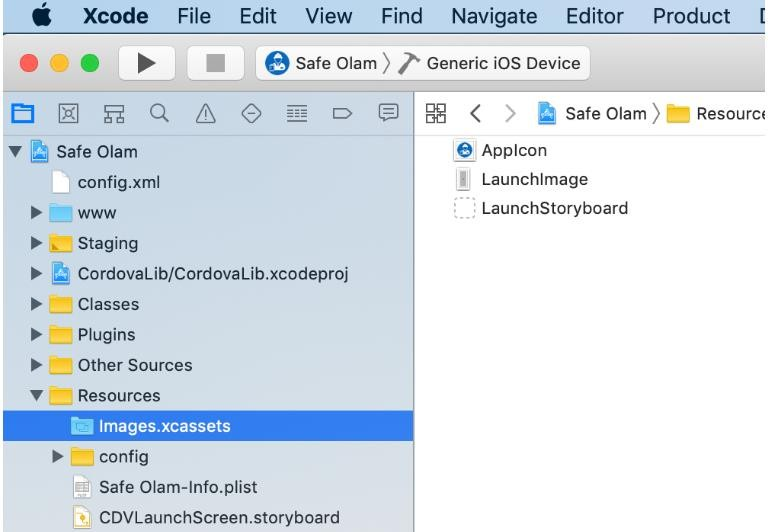 Xcode File Edit View Find Navigate Editor Product
Safe Olam Generic iOS Device
Safe Olam
Safe Olam
config.xml
www
Staging
CordovaLib/CordovaLib.xcodeproj
Classes
Plugins
Other Sources
Resources
Images.xcassets
config
Safe Olam-Info.plist
CDVLaunchScreen.storyboard
AppIcon
LaunchImage
LaunchStoryboard